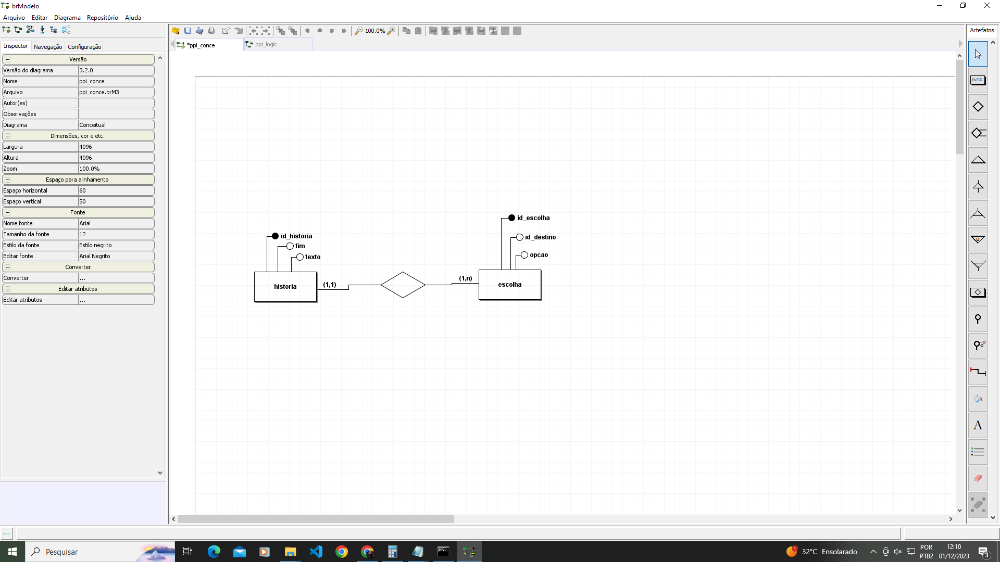 brModelo
Arquivo Editar Diagrama Repositório Ajuda
100.0%
Artefatos
Inspector Navegação Configuração
*ppi_conce
ppi_logic
Versão
Versão do diagrama 3.2.0
Nome ppi_conce
Arquivo ppi_conce.brM3
Autor(es)
Observações
Diagrama Conceitual
Dimensões, cor e etc.
Largura 4096
Altura 4096
Zoom 100.0%
Espaço para alinhamento
Espaço horizontal 60
Espaço vertical 50
Fonte
Nome fonte Arial
Tamanho da fonte 12
Estilo da fonte Estilo negrito
Editar fonte Arial Negrito
Converter
Converter ...
Editar atributos
Editar atributos ...
id_historia
fim
texto
historia
(1,1)
(1,n)
id_escolha
id_destino
opcao
escolha
ENTID
U
U
A
...
Pesquisar
1
32°C Ensolarado
POR
PTB2
12:10
01/12/2023
3